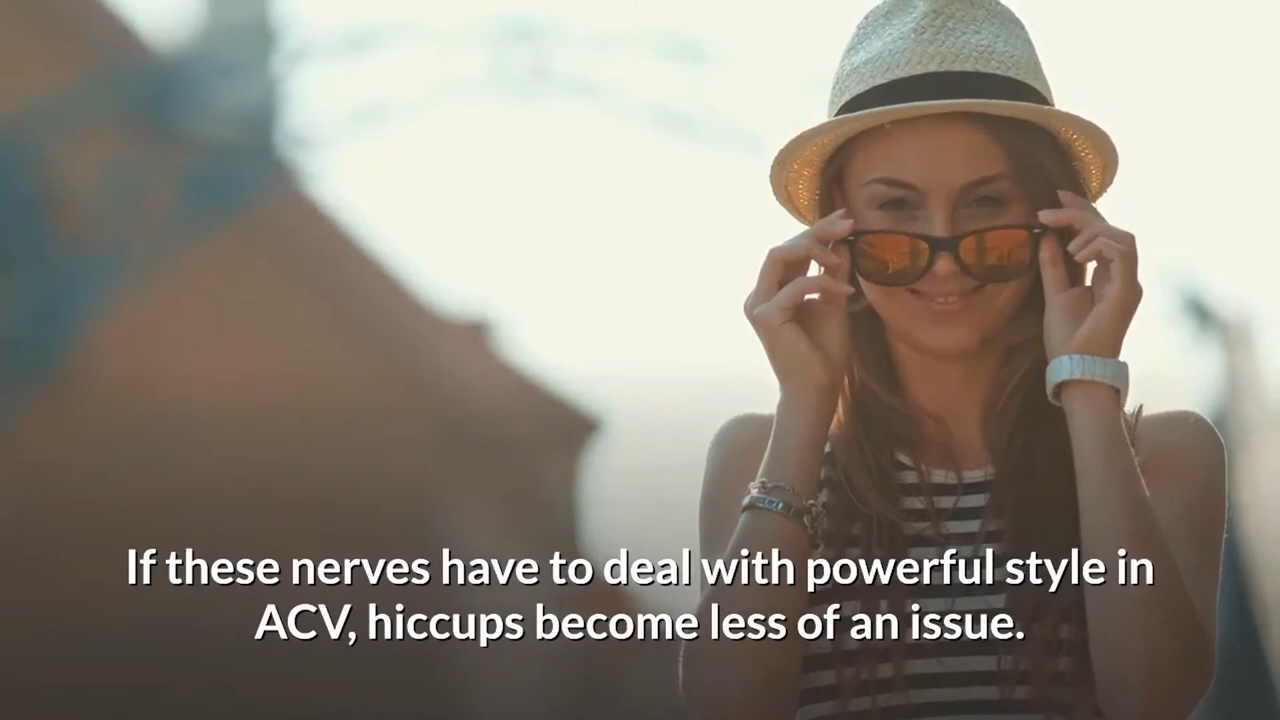 If these nerves have to deal with powerful style in
ACV, hiccups become less of an issue.